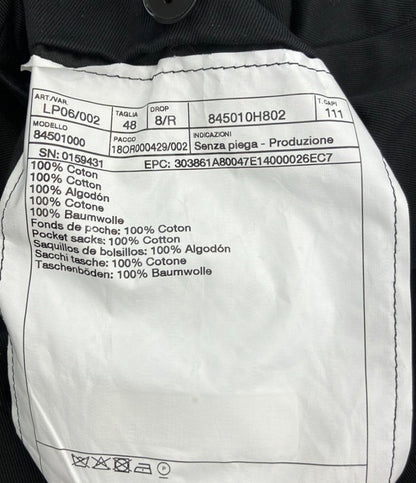 ART/VAR. TAGLIA DROP T. CAPI
LP06/002 48 8/R 845010H802 111
MODELLO PACCO INDICAZIONI
84501000 18OR000429/002 Senza piega - Produzione
SN: 0159431 EPC: 303861A80047E14000026EC7
100% Coton
100% Cotton
100% Algodón
100% Cotone
100% Baumwolle
Fonds de poche: 100% Coton
Pocket sacks: 100% Cotton
Saquillos de bolsillos: 100% Algodón
Sacchi tasche: 100% Cotone
Taschenböden: 100% Baumwolle